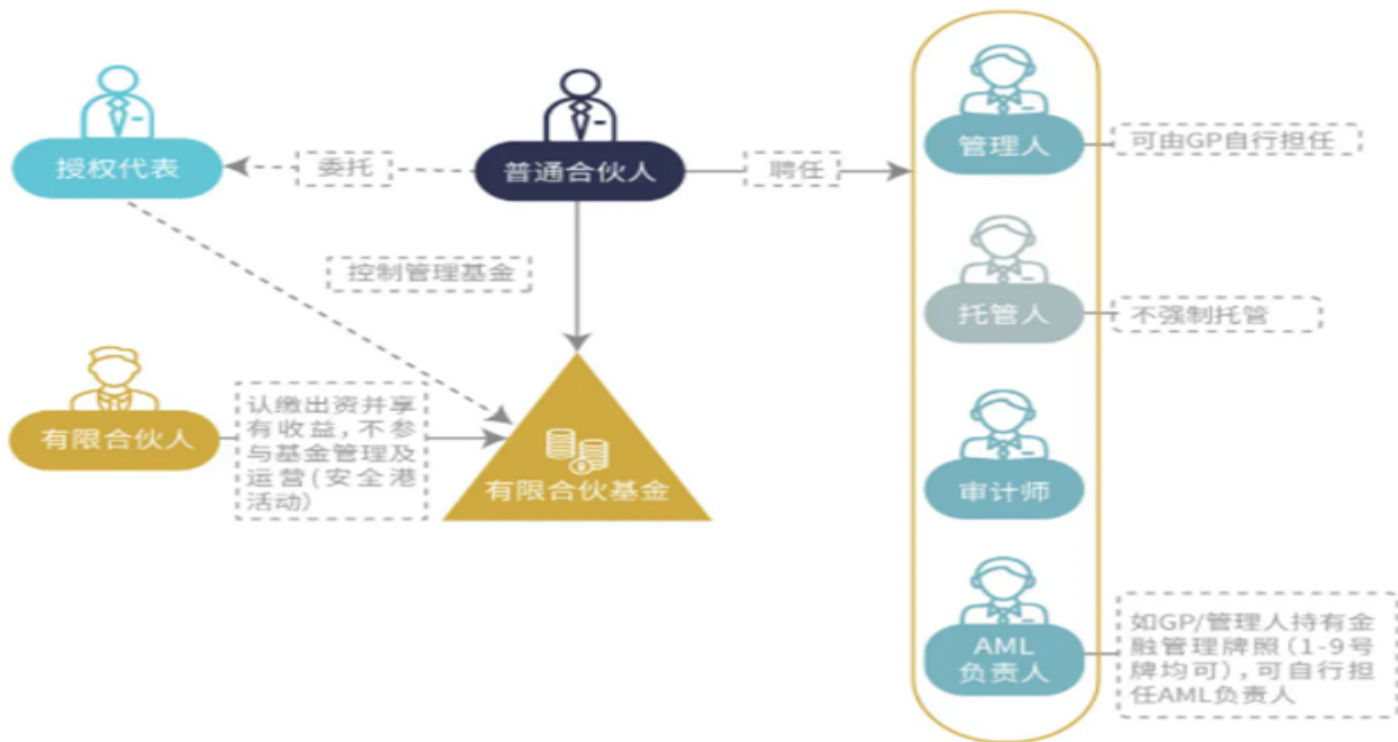 授权代表
委托
普通合伙人
聘任
管理人
可由GP自行担任
控制管理基金
托管人
不强制托管
有限合伙人
认缴出资并享
有收益，不参
与基金管理及
运营(安全港
活动)
有限合伙基金
审计师
AML
负责人
如GP/管理人持有金
融管理牌照(1-9号
牌均可)，可自行担
任AML负责人